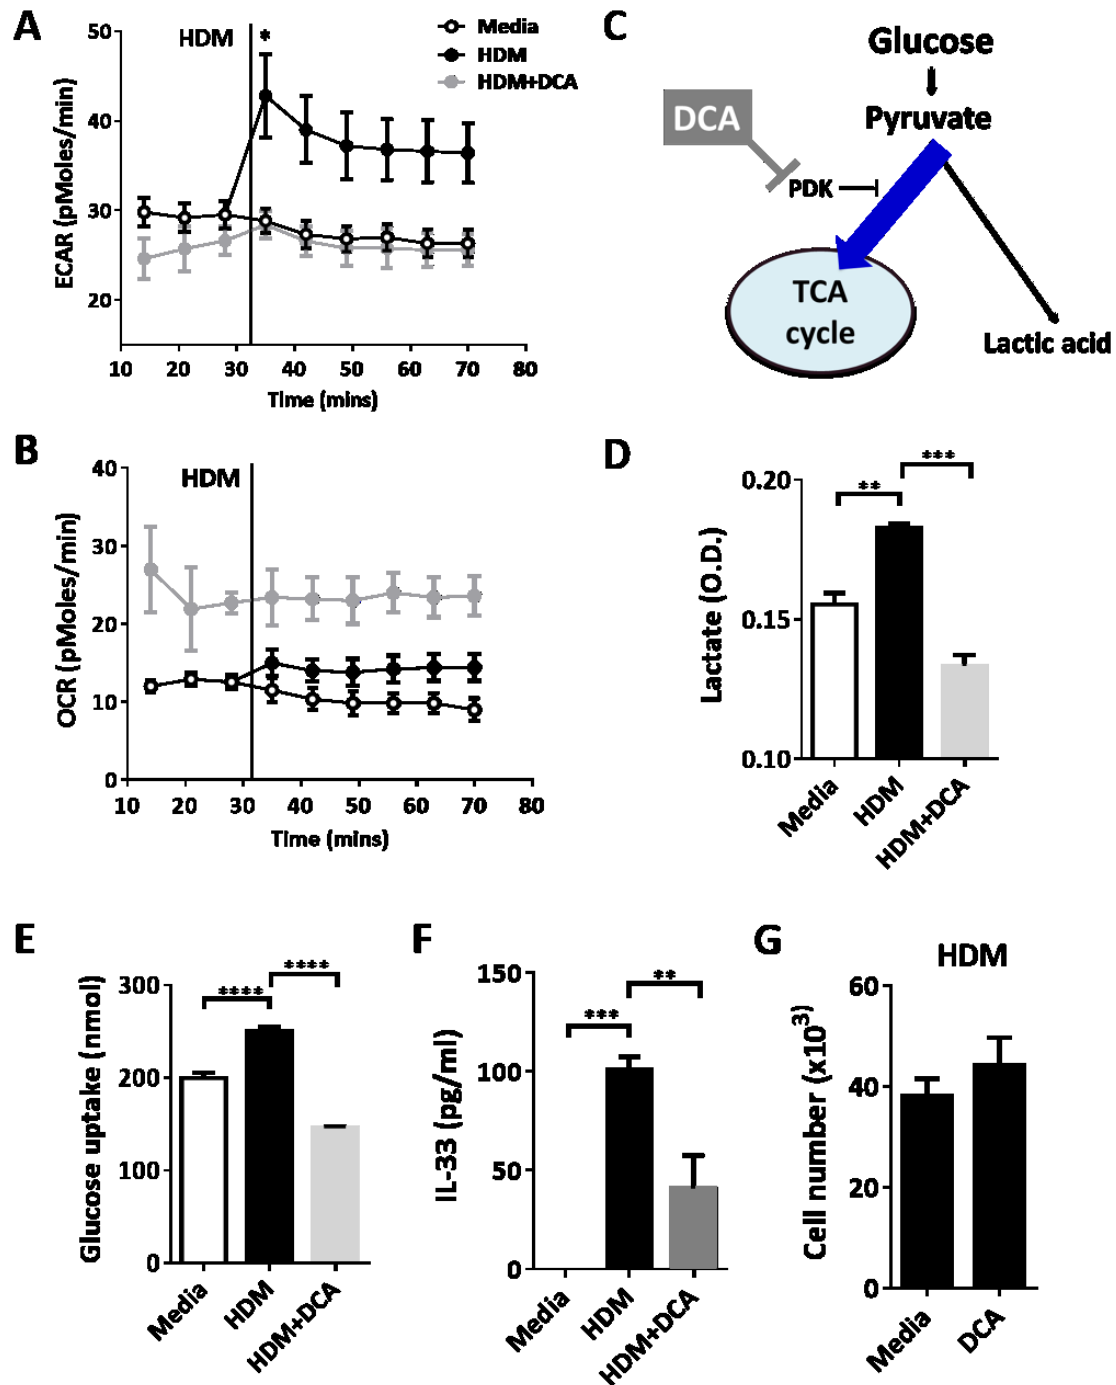 A
HDM
*
Media
HDM
HDM+DCA
50
40
30
20
ECAR (pMoles/min)
10 20 30 40 50 60 70 80
Time (mins)
C
Glucose
Pyruvate
DCA
PDK
TCA
cycle
Lactic acid
B
HDM
40
30
20
10
0
OCR (pMoles/min)
10 20 30 40 50 60 70 80
Time (mins)
D
** ***
0.20
0.15
0.10
Lactate (O.D.)
Media HDM HDM+DCA
E
**** ****
300
200
100
0
Glucose uptake (nmol)
Media HDM HDM+DCA
F
*** **
150
100
50
0
IL-33 (pg/ml)
Media HDM HDM+DCA
G
HDM
60
40
20
0
Cell number (x10³)
Media DCA